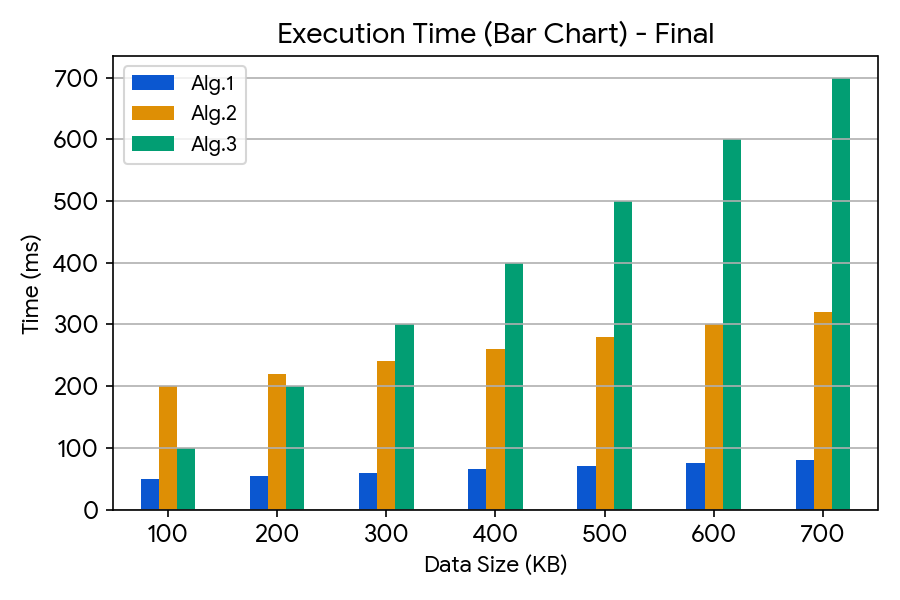 Execution Time (Bar Chart) - Final
Alg.1
Alg.2
Alg.3
700
600
500
400
300
200
100
0
Time (ms)
100 200 300 400 500 600 700
Data Size (KB)